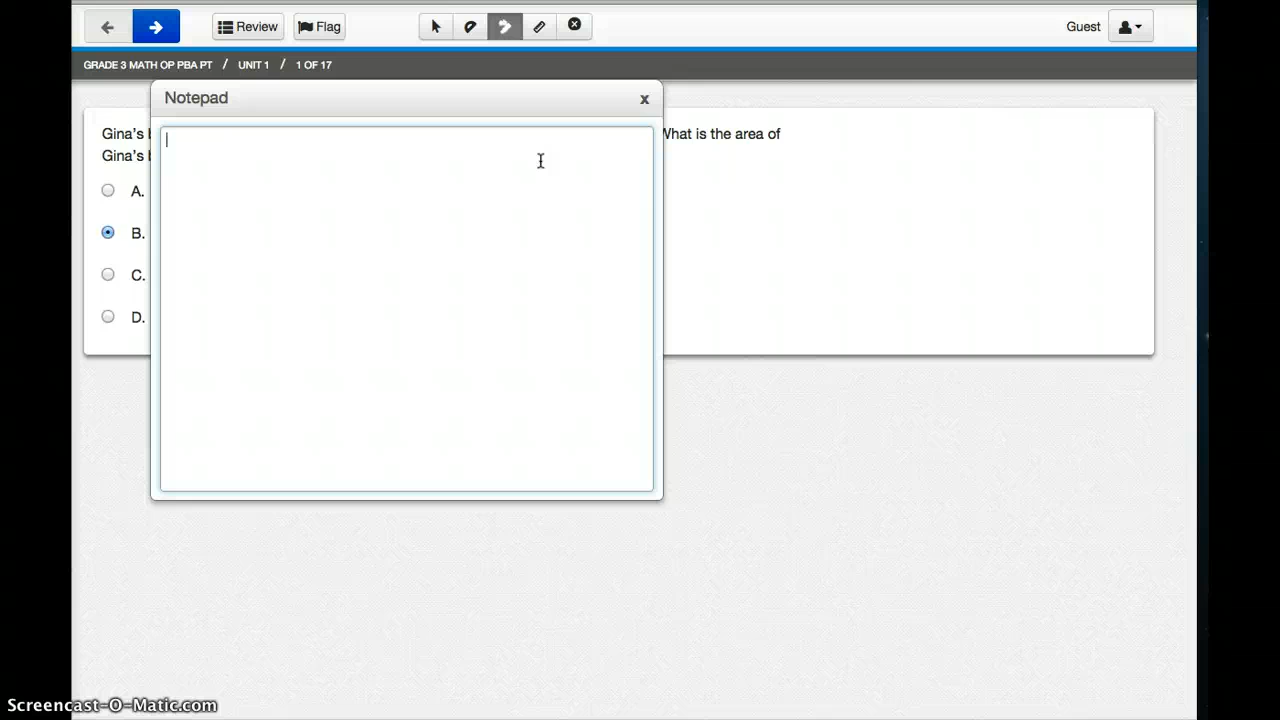 Review Flag Guest
GRADE 3 MATH OP PBA PT / UNIT 1 / 1 OF 17
Notepad x
Gina's What is the area of
Gina's
A.
B.
C.
D.
Screencast-O-Matic.com